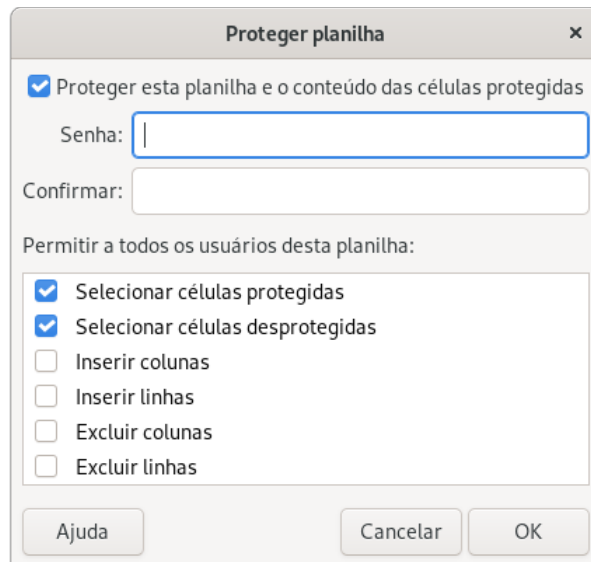 Proteger planilha ×
Proteger esta planilha e o conteúdo das células protegidas
Senha:
Confirmar:
Permitir a todos os usuários desta planilha:
Selecionar células protegidas
Selecionar células desprotegidas
Inserir colunas
Inserir linhas
Excluir colunas
Excluir linhas
Ajuda Cancelar OK